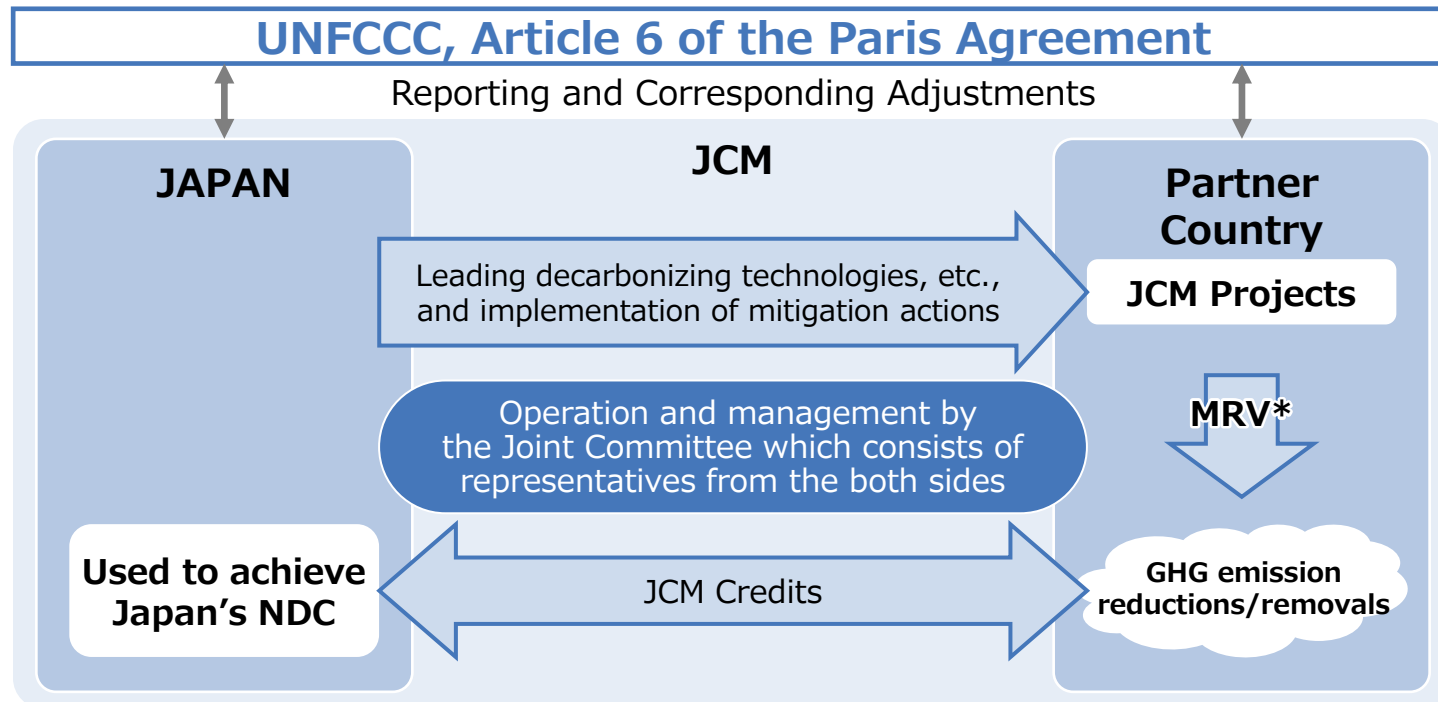 UNFCCC, Article 6 of the Paris Agreement
Reporting and Corresponding Adjustments
JCM
JAPAN
Partner
Country
Leading decarbonizing technologies, etc.,
and implementation of mitigation actions
JCM Projects
MRV*
Operation and management by
the Joint Committee which consists of
representatives from the both sides
Used to achieve
Japan’s NDC
JCM Credits
GHG emission
reductions/removals